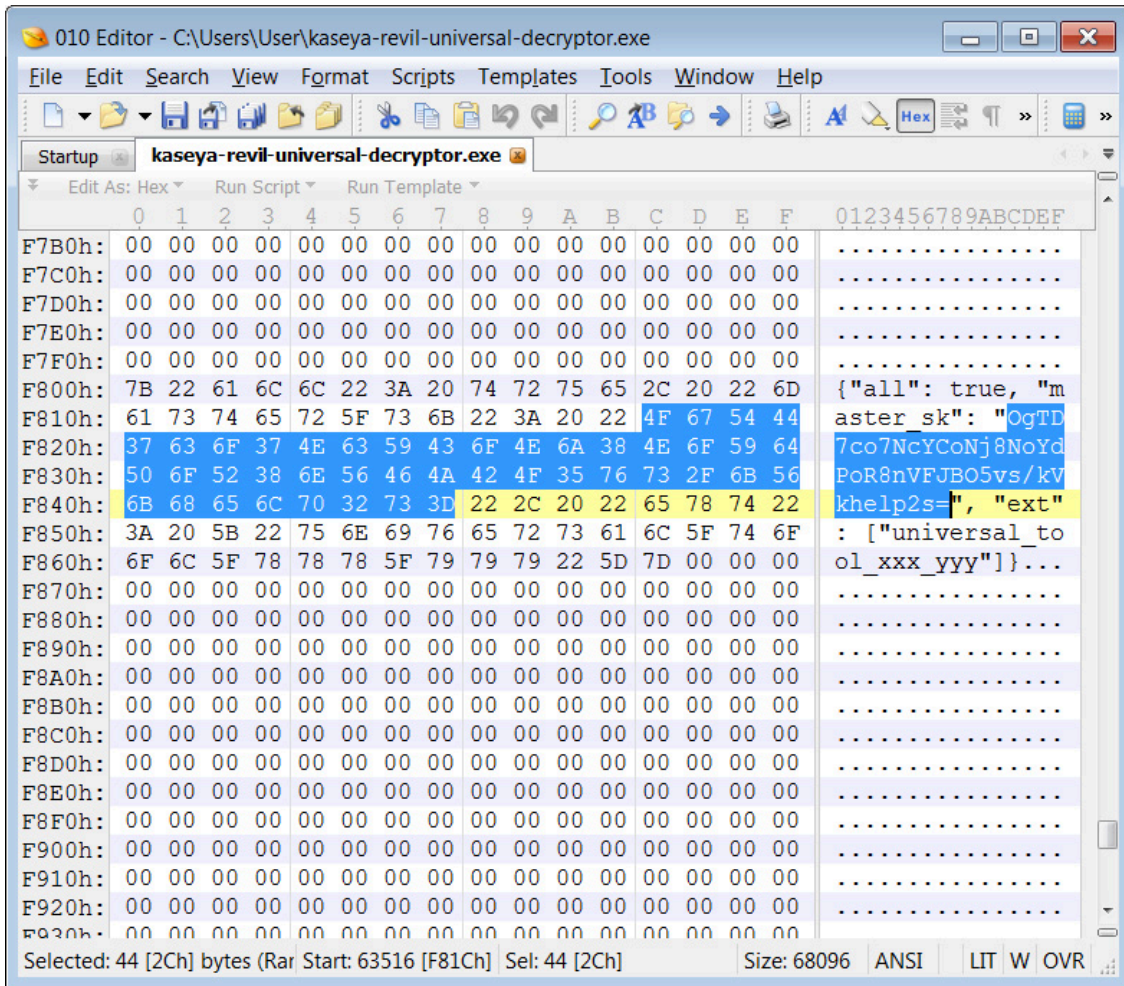 010 Editor - C:\Users\User\kaseya-revil-universal-decryptor.exe
File Edit Search View Format Scripts Templates Tools Window Help
Hex
Startup kaseya-revil-universal-decryptor.exe
Edit As: Hex Run Script Run Template
0 1 2 3 4 5 6 7 8 9 A B C D E F 0123456789ABCDEF
F7B0h: 00 00 00 00 00 00 00 00 00 00 00 00 00 00 00 00 ................
F7C0h: 00 00 00 00 00 00 00 00 00 00 00 00 00 00 00 00 ................
F7D0h: 00 00 00 00 00 00 00 00 00 00 00 00 00 00 00 00 ................
F7E0h: 00 00 00 00 00 00 00 00 00 00 00 00 00 00 00 00 ................
F7F0h: 00 00 00 00 00 00 00 00 00 00 00 00 00 00 00 00 ................
F800h: 7B 22 61 6C 6C 22 3A 20 74 72 75 65 2C 20 22 6D {"all": true, "m
F810h: 61 73 74 65 72 5F 73 6B 22 3A 20 22 4F 67 54 44 aster_sk": "OgTD
F820h: 37 63 6F 37 4E 63 59 43 6F 4E 6A 38 4E 6F 59 64 7co7NcYCoNj8NoYd
F830h: 50 6F 52 38 6E 56 46 4A 42 4F 35 76 73 2F 6B 56 PoR8nVFJBO5vs/kV
F840h: 6B 68 65 6C 70 32 73 3D 22 2C 20 22 65 78 74 22 khelp2s=", "ext"
F850h: 3A 20 5B 22 75 6E 69 76 65 72 73 61 6C 5F 74 6F : ["universal_to
F860h: 6F 6C 5F 78 78 78 5F 79 79 79 22 5D 7D 00 00 00 ol_xxx_yyy"]}...
F870h: 00 00 00 00 00 00 00 00 00 00 00 00 00 00 00 00 ................
F880h: 00 00 00 00 00 00 00 00 00 00 00 00 00 00 00 00 ................
F890h: 00 00 00 00 00 00 00 00 00 00 00 00 00 00 00 00 ................
F8A0h: 00 00 00 00 00 00 00 00 00 00 00 00 00 00 00 00 ................
F8B0h: 00 00 00 00 00 00 00 00 00 00 00 00 00 00 00 00 ................
F8C0h: 00 00 00 00 00 00 00 00 00 00 00 00 00 00 00 00 ................
F8D0h: 00 00 00 00 00 00 00 00 00 00 00 00 00 00 00 00 ................
F8E0h: 00 00 00 00 00 00 00 00 00 00 00 00 00 00 00 00 ................
F8F0h: 00 00 00 00 00 00 00 00 00 00 00 00 00 00 00 00 ................
F900h: 00 00 00 00 00 00 00 00 00 00 00 00 00 00 00 00 ................
F910h: 00 00 00 00 00 00 00 00 00 00 00 00 00 00 00 00 ................
F920h: 00 00 00 00 00 00 00 00 00 00 00 00 00 00 00 00 ................
F930h: 00 00 00 00 00 00 00 00 00 00 00 00 00 00 00 00
Selected: 44 [2Ch] bytes (Rar Start: 63516 [F81Ch] Sel: 44 [2Ch] Size: 68096 ANSI LIT W OVR